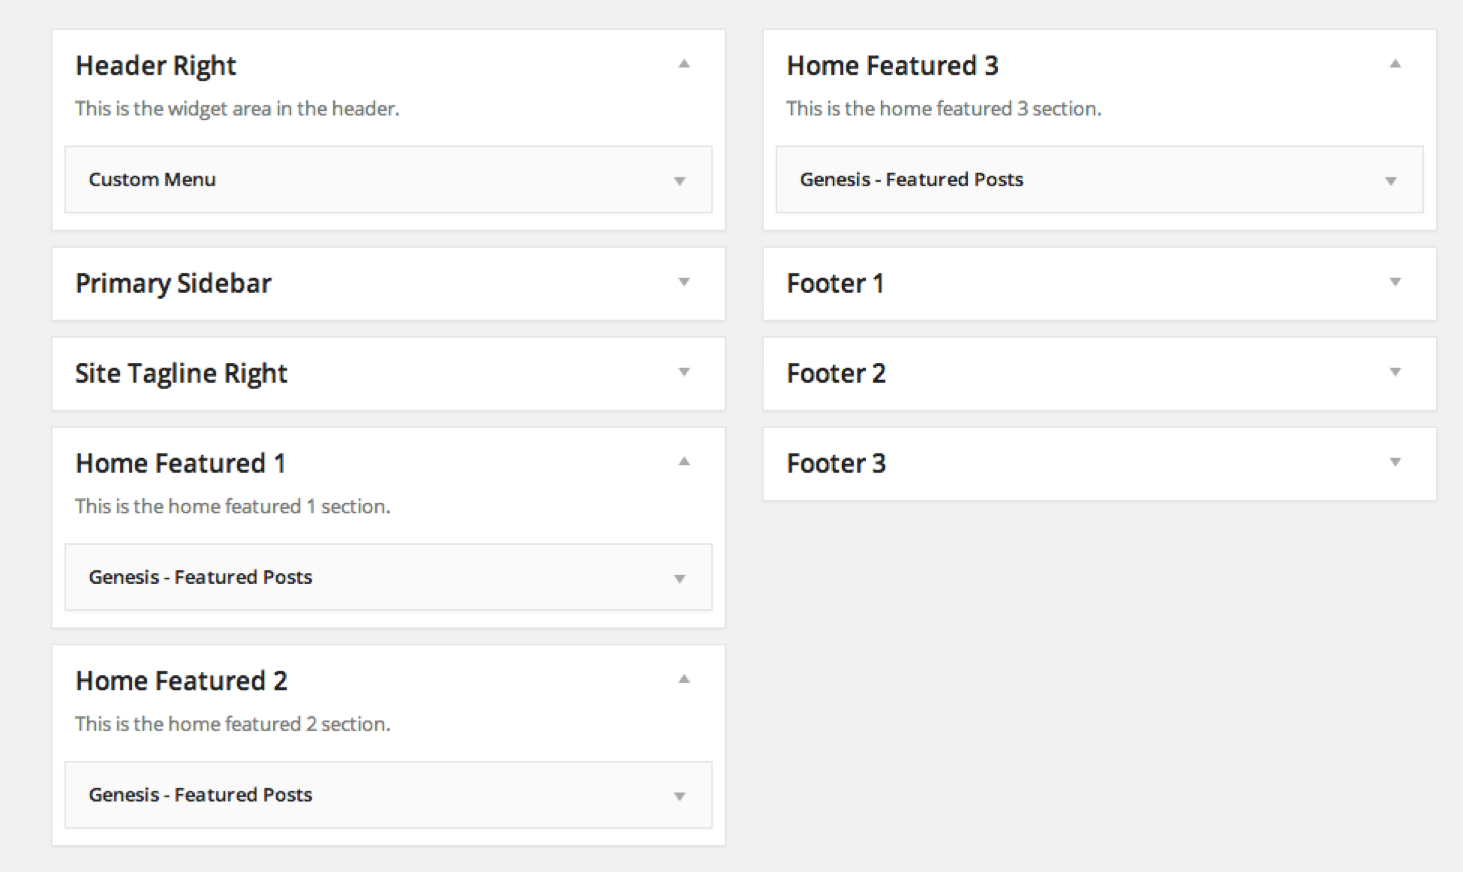 Header Right
This is the widget area in the header.
Custom Menu
Primary Sidebar
Site Tagline Right
Home Featured 1
This is the home featured 1 section.
Genesis - Featured Posts
Home Featured 2
This is the home featured 2 section.
Genesis - Featured Posts
Home Featured 3
This is the home featured 3 section.
Genesis - Featured Posts
Footer 1
Footer 2
Footer 3